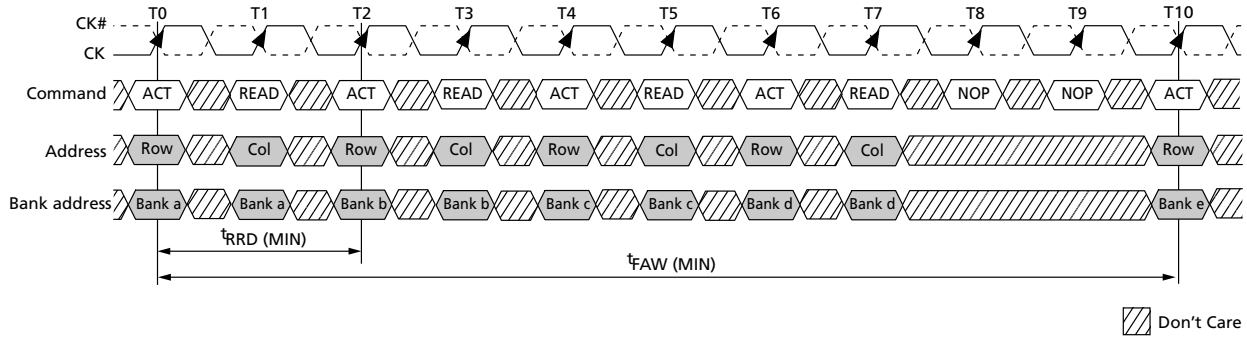 T0 T1 T2 T3 T4 T5 T6 T7 T8 T9 T10
CK#
CK
Command ACT READ ACT READ ACT READ ACT READ NOP NOP ACT
Address Row Col Row Col Row Col Row Col Row
Bank address Bank a Bank a Bank b Bank b Bank c Bank c Bank d Bank d Bank e
tRRD (MIN)
tFAW (MIN)
Don't Care